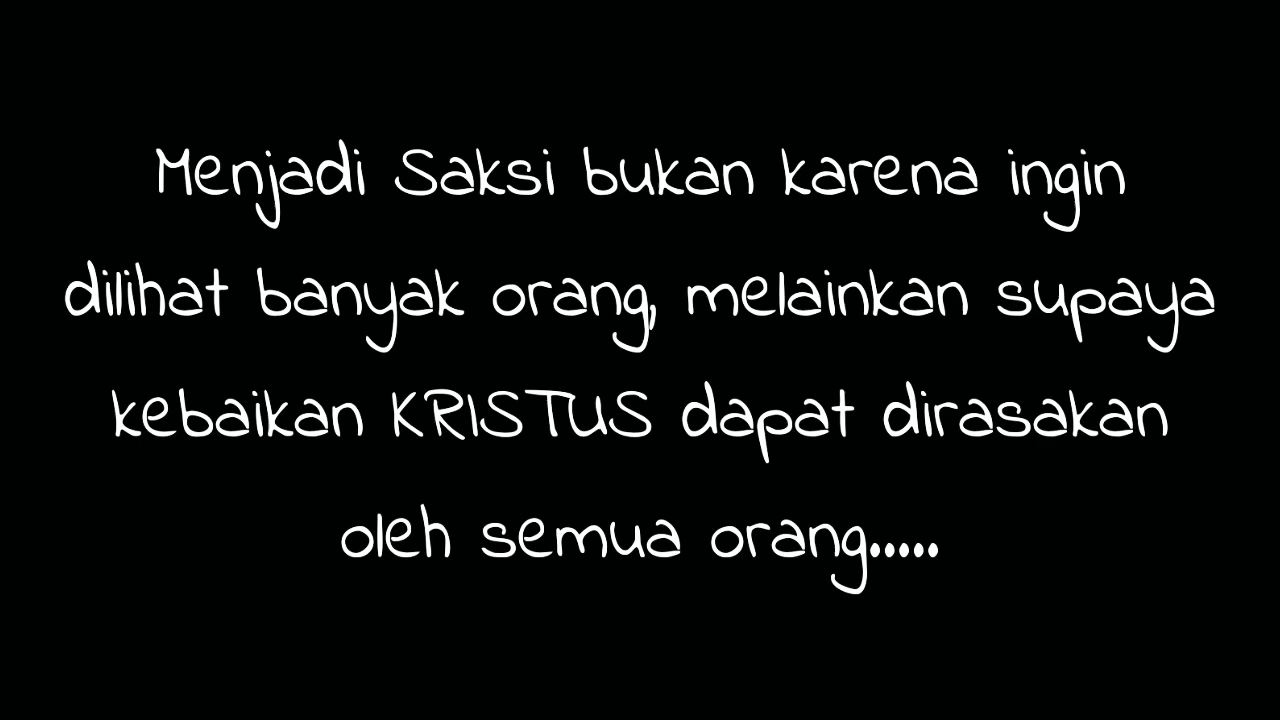 Menjadi Saksi bukan karena ingin
dilihat banyak orang, melainkan supaya
kebaikan KRISTUS dapat dirasakan
oleh semua orang.....